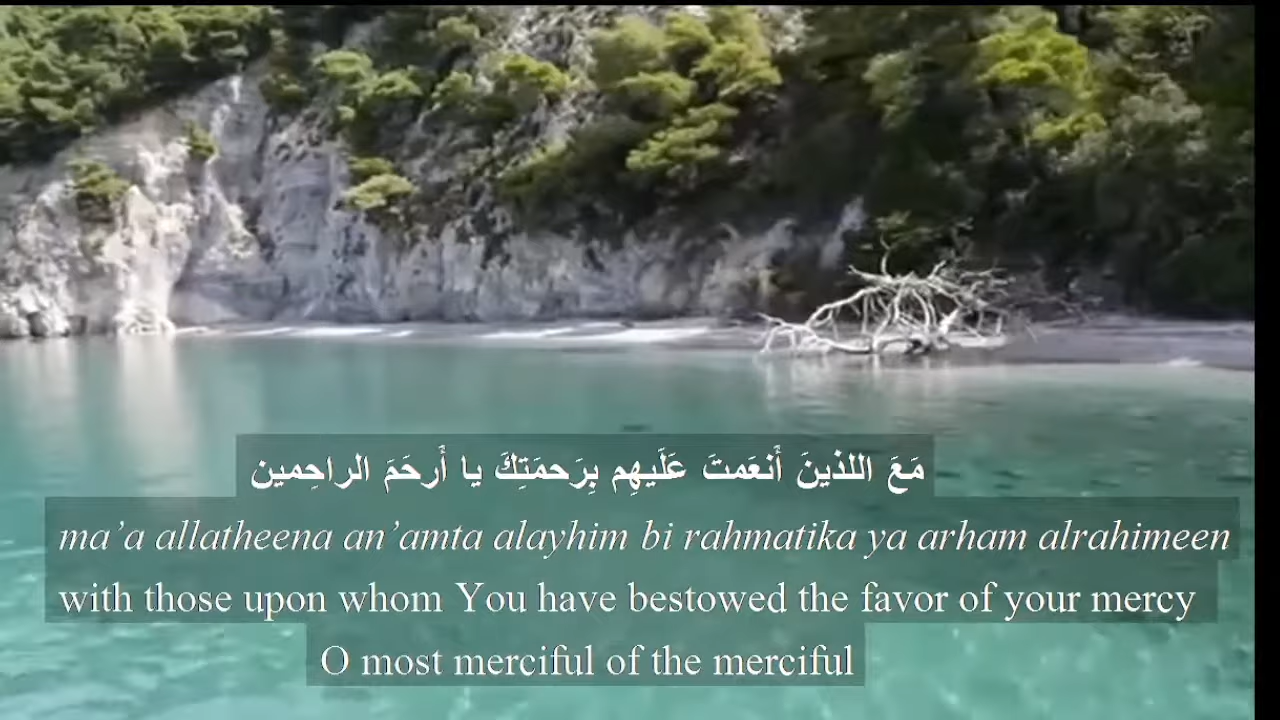 مَعَ اللذينَ أَنعَمتَ عَلَيهِم بِرَحمَتِكَ يا أَرحَمَ الراحِمين
ma’a allatheena an’amta alayhim bi rahmatika ya arham alrahimeen
with those upon whom You have bestowed the favor of your mercy
O most merciful of the merciful